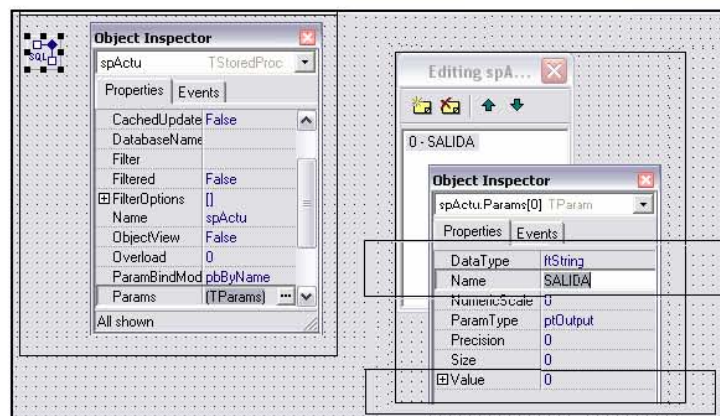 SQL
Object Inspector
spActu TStoredProc
Properties Events
CachedUpdate False
DatabaseName
Filter
Filtered False
FilterOptions []
Name spActu
ObjectView False
Overload 0
ParamBindMod pbByName
Params (TParams) ...
All shown
Editing spA...
0 - SALIDA
Object Inspector
spActu.Params[0] TParam
Properties Events
DataType ftString
Name SALIDA
NumericScale 0
ParamType ptOutput
Precision 0
Size 0
Value 0